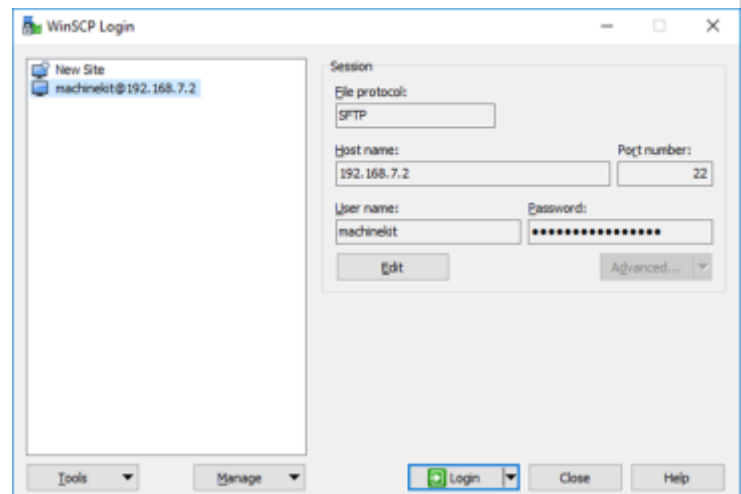 WinSCP Login
New Site
machinekit@192.168.7.2
Session
File protocol:
SFTP
Host name:
Port number:
192.168.7.2
22
User name:
Password:
machinekit
••••••••••••••••
Edit
Advanced...
Tools
Manage
Login
Close
Help